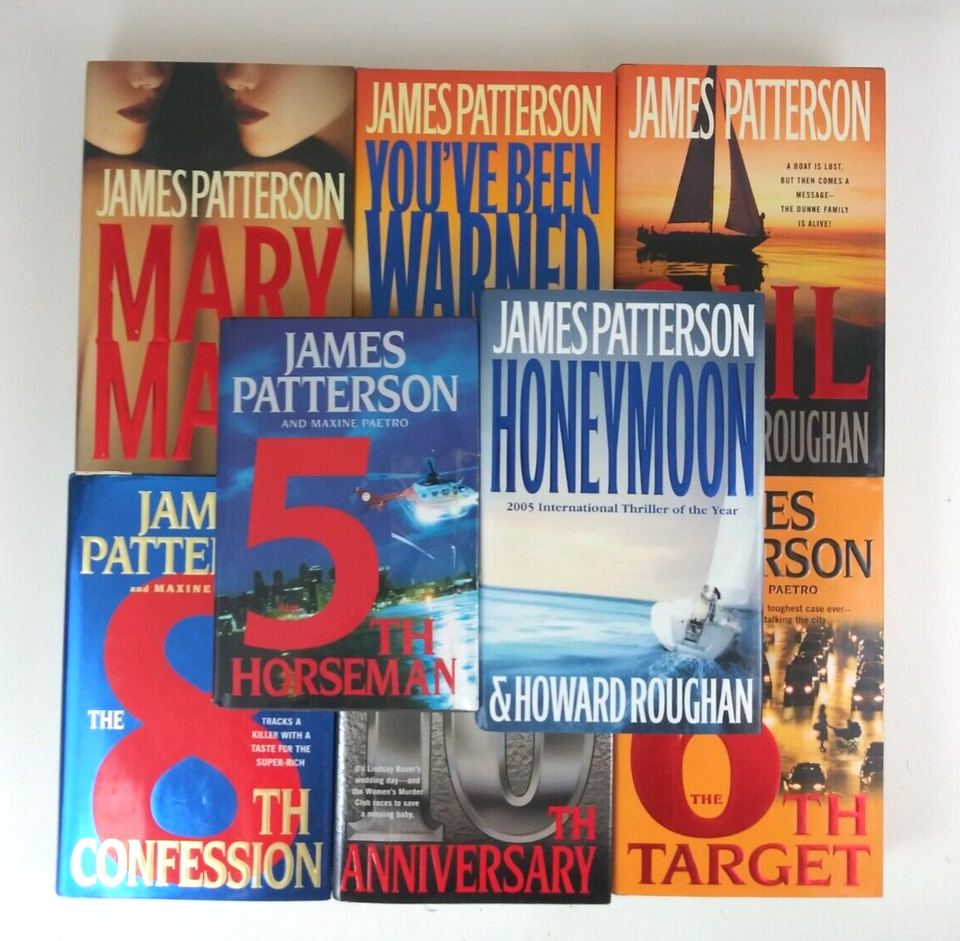 JAMES PATTERSON
MARY
MA
JAMES PATTERSON
YOU'VE BEEN
WARNED
JAMES PATTERSON
A BOAT IS LOST,
BUT THEN COMES A
MESSAGE—
THE DUNNE FAMILY
IS ALIVE!
AIL
ROUGHAN
JAMES
PATTERSON
AND MAXINE PAETRO
5
TH
HORSEMAN
JAMES PATTERSON
HONEYMOON
2005 International Thriller of the Year
& HOWARD ROUGHAN
JAM
PATTE
and MAXINE
8
THE
TRACKS A
KILLER WITH A
TASTE FOR THE
SUPER-RICH
TH
CONFESSION
10
It's Lindsay Boxer's
wedding day—and
the Women's Murder
Club races to save
a missing baby.
TH
ANNIVERSARY
ES
RSON
PAETRO
toughest case ever—
talking the city
6
THE
TH
TARGET